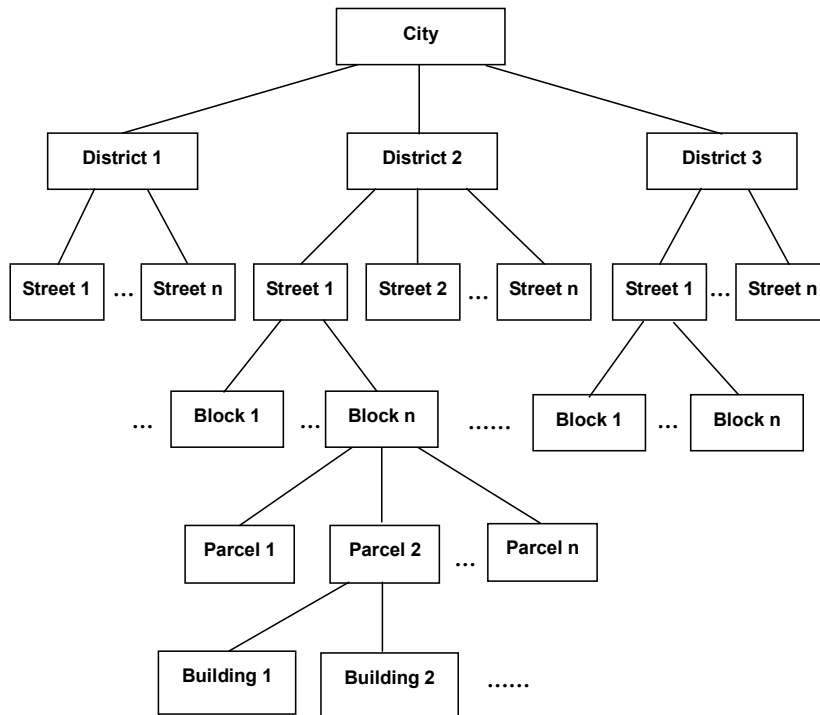 City
District 1 District 2 District 3
Street 1 ... Street n Street 1 Street 2 ... Street n Street 1 ... Street n
... Block 1 ... Block n ...... Block 1 ... Block n
Parcel 1 Parcel 2 ... Parcel n
Building 1 Building 2 ......